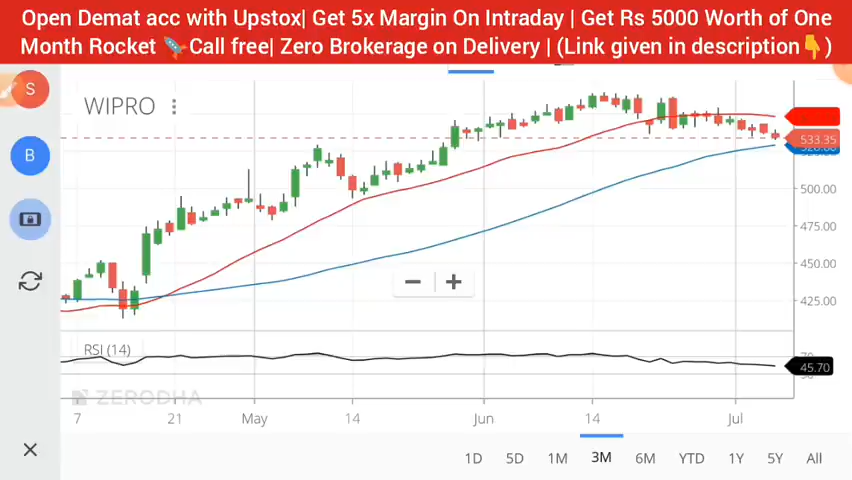 Open Demat acc with Upstox| Get 5x Margin On Intraday | Get Rs 5000 Worth of One
Month Rocket 🚀Call free| Zero Brokerage on Delivery | (Link given in description👇)
S
WIPRO
B
533.35
500.00
475.00
450.00
425.00
RSI (14)
45.70
ZERODHA
7 21 May 14 Jun 14 Jul
1D 5D 1M 3M 6M YTD 1Y 5Y All